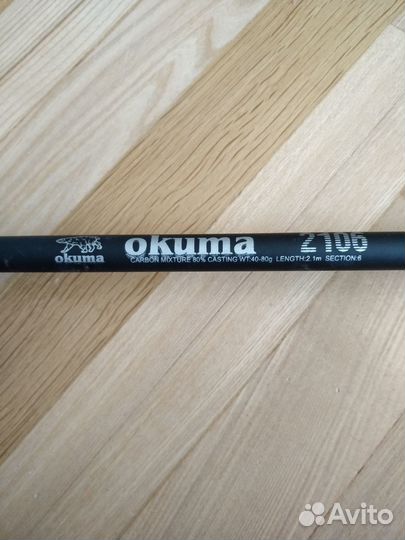 okuma 2106
okuma
CARBON MIXTURE 80% CASTING WT:40-80g LENGTH:2.1m SECTION:6
Avito